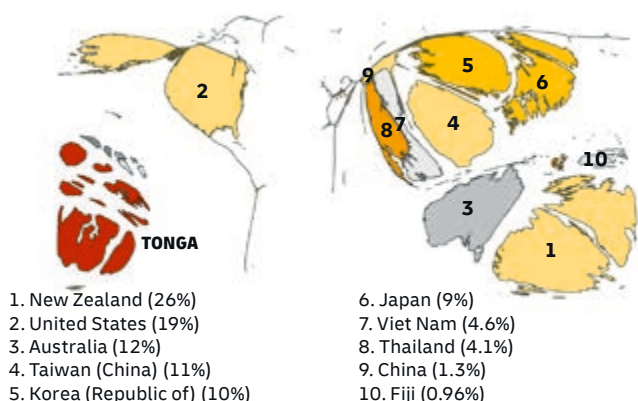 5
9
6
2
8
7
4
10
3
TONGA
1
1. New Zealand (26%)
2. United States (19%)
3. Australia (12%)
4. Taiwan (China) (11%)
5. Korea (Republic of) (10%)
6. Japan (9%)
7. Viet Nam (4.6%)
8. Thailand (4.1%)
9. China (1.3%)
10. Fiji (0.96%)